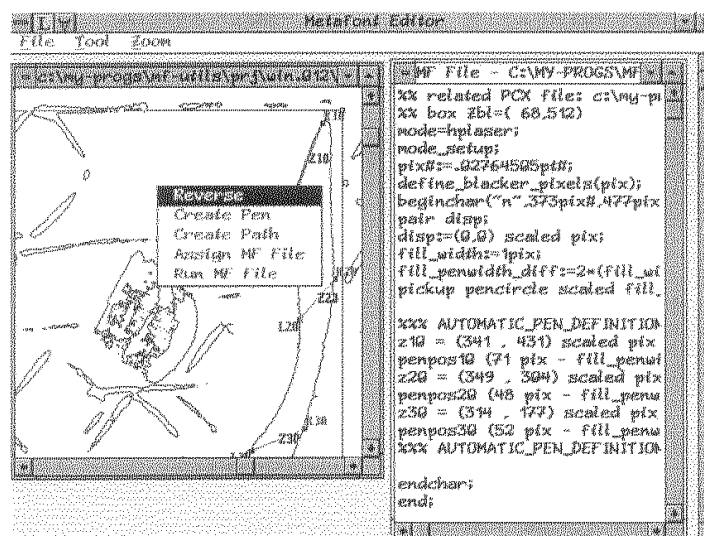 Metafont Editor
File Tool Zoom
c:\my-progs\mf-utils\prj\win.012\
Z10
Z10
Reverse
Create Pen
Create Path
Assign MF File
Run MF File
Z20
L20
Z30
MF File - C:\MY-PROGS\MF
%% related PCX file: c:\my-p
%% box Zbl=( 68,512)
mode=hplaser;
mode_setup;
pix#:=.02764505pt#;
define_blacker_pixels(pix);
beginchar("n",373pix#,477pix
pair disp;
disp:=(0,0) scaled pix;
fill_width:=1pix;
fill_penwidth_diff:=2*(fill_wi
pickup pencircle scaled fill_
%%% AUTOMATIC_PEN_DEFINITION
z10 = (341 , 431) scaled pix
penpos10 (71 pix - fill_penwi
z20 = (349 , 304) scaled pix
penpos20 (48 pix - fill_penw
z30 = (314 , 177) scaled pix
penpos30 (52 pix - fill_penw
%%% AUTOMATIC_PEN_DEFINITION
endchar;
end;